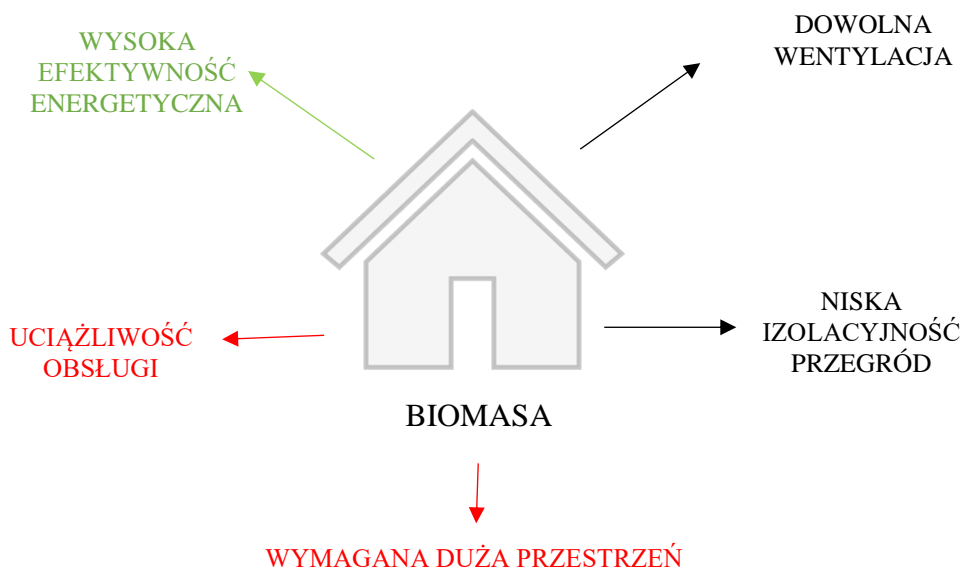 WYSOKA
EFEKTYWNOŚĆ
ENERGETYCZNA
DOWOLNA
WENTYLACJA
UCIĄŻLIWOŚĆ
OBSŁUGI
NISKA
IZOLACYJNOŚĆ
PRZEGRÓD
BIOMASA
WYMAGANA DUŻA PRZESTRZEŃ